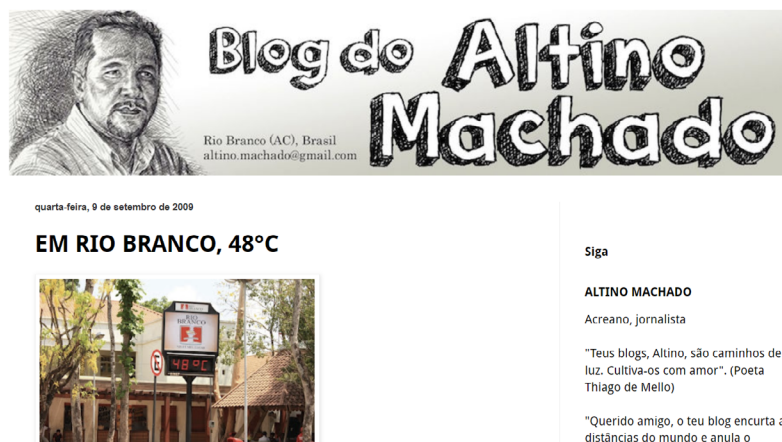 Blog do Altino
Machado
Rio Branco (AC), Brasil
altino.machado@gmail.com
quarta-feira, 9 de setembro de 2009
EM RIO BRANCO, 48°C
RIO
BRANCO
E
48°C
Siga
ALTINO MACHADO
Acreano, jornalista
"Teus blogs, Altino, são caminhos de
luz. Cultiva-os com amor". (Poeta
Thiago de Mello)
"Querido amigo, o teu blog encurta a
distâncias do mundo e anula o